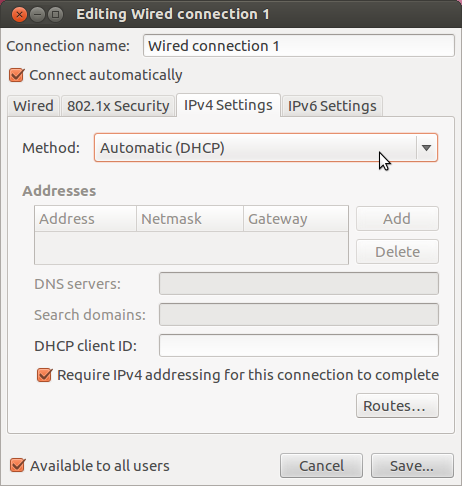 Editing Wired connection 1
Connection name: Wired connection 1
Connect automatically
Wired 802.1x Security IPv4 Settings IPv6 Settings
Method: Automatic (DHCP)
Addresses
Address Netmask Gateway Add
Delete
DNS servers:
Search domains:
DHCP client ID:
Require IPv4 addressing for this connection to complete
Routes…
Available to all users Cancel Save...